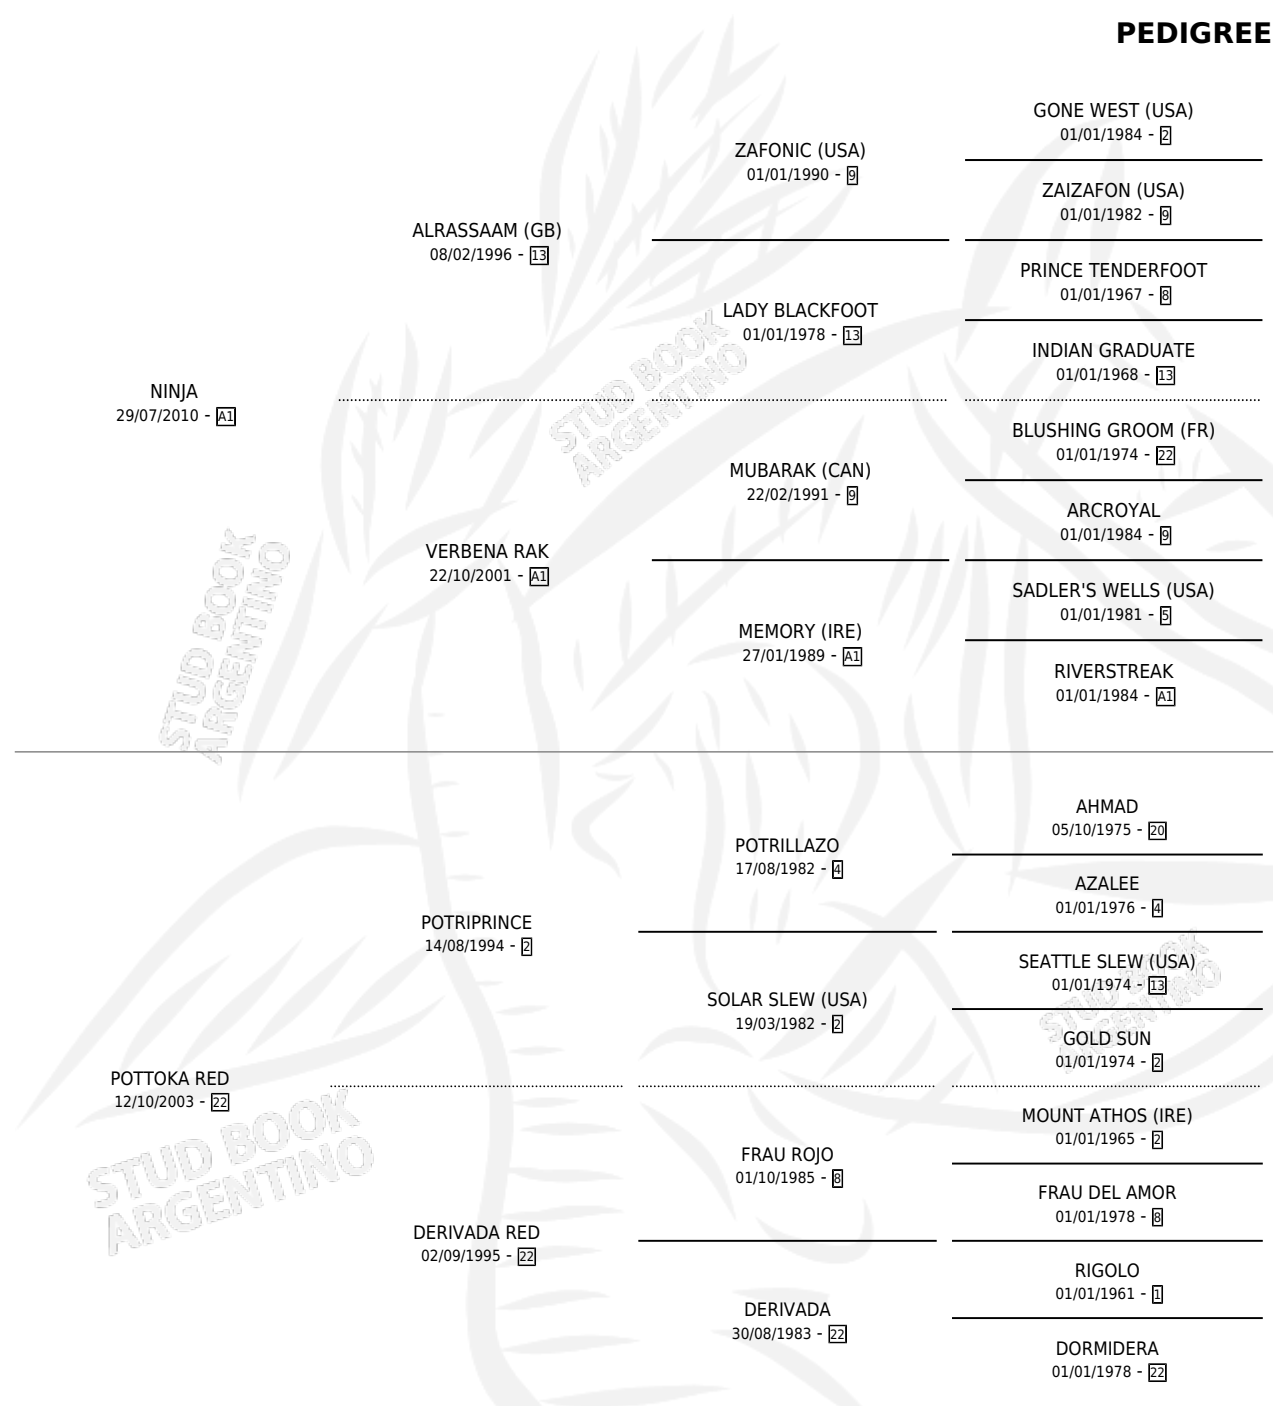 PEDIGREE
GONE WEST (USA)
01/01/1984 - 2
ZAFONIC (USA)
01/01/1990 - 9
ZAIZAFON (USA)
01/01/1982 - 9
ALRASSAAM (GB)
08/02/1996 - 13
PRINCE TENDERFOOT
01/01/1967 - 8
LADY BLACKFOOT
01/01/1978 - 13
INDIAN GRADUATE
01/01/1968 - 13
NINJA
29/07/2010 - A1
BLUSHING GROOM (FR)
01/01/1974 - 22
MUBARAK (CAN)
22/02/1991 - 9
ARCROYAL
01/01/1984 - 9
VERBENA RAK
22/10/2001 - A1
SADLER'S WELLS (USA)
01/01/1981 - 5
MEMORY (IRE)
27/01/1989 - A1
RIVERSTREAK
01/01/1984 - A1
AHMAD
05/10/1975 - 20
POTRILLAZO
17/08/1982 - 4
AZALEE
01/01/1976 - 4
POTRIPRINCE
14/08/1994 - 2
SEATTLE SLEW (USA)
01/01/1974 - 13
SOLAR SLEW (USA)
19/03/1982 - 2
GOLD SUN
01/01/1974 - 2
POTTOKA RED
12/10/2003 - 22
MOUNT ATHOS (IRE)
01/01/1965 - 2
FRAU ROJO
01/10/1985 - 8
FRAU DEL AMOR
01/01/1978 - 8
DERIVADA RED
02/09/1995 - 22
RIGOLO
01/01/1961 - 1
DERIVADA
30/08/1983 - 22
DORMIDERA
01/01/1978 - 22
STUD BOOK
ARGENTINO
STUD BOOK
ARGENTINO
STUD BOOK
ARGENTINO
STUD BOOK
ARGENTINO